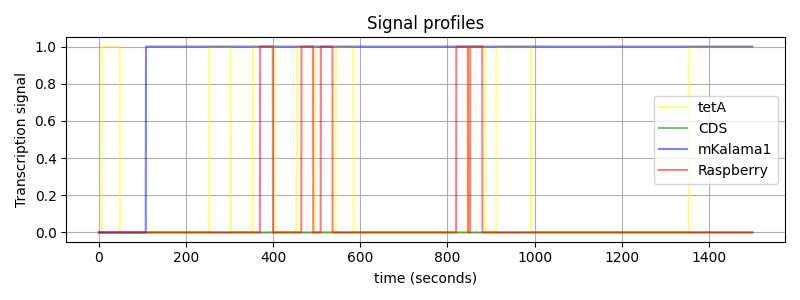 Signal profiles
Transcription signal
1.0
0.8
0.6
0.4
0.2
0.0
tetA
CDS
mKalama1
Raspberry
0 200 400 600 800 1000 1200 1400
time (seconds)